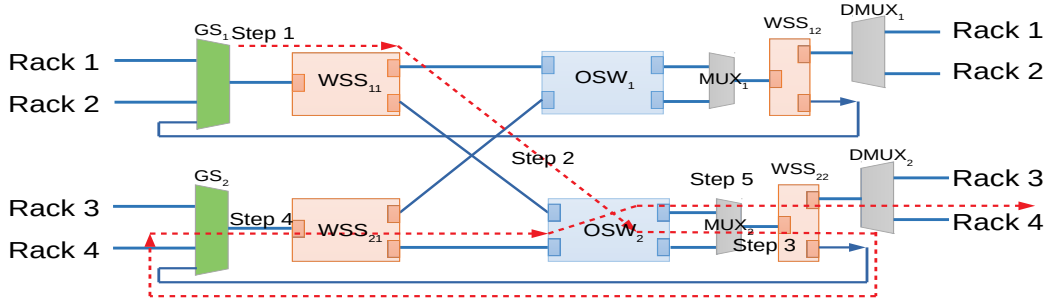 GS1 Step 1 WSS12 DMUX1
Rack 1 Rack 1
WSS11 OSW1 MUX1
Rack 2 Rack 2
Step 2
GS2 Step 5 WSS22 DMUX2
Rack 3 Rack 3
Step 4 WSS21 OSW2 MUX2
Rack 4 Rack 4
Step 3